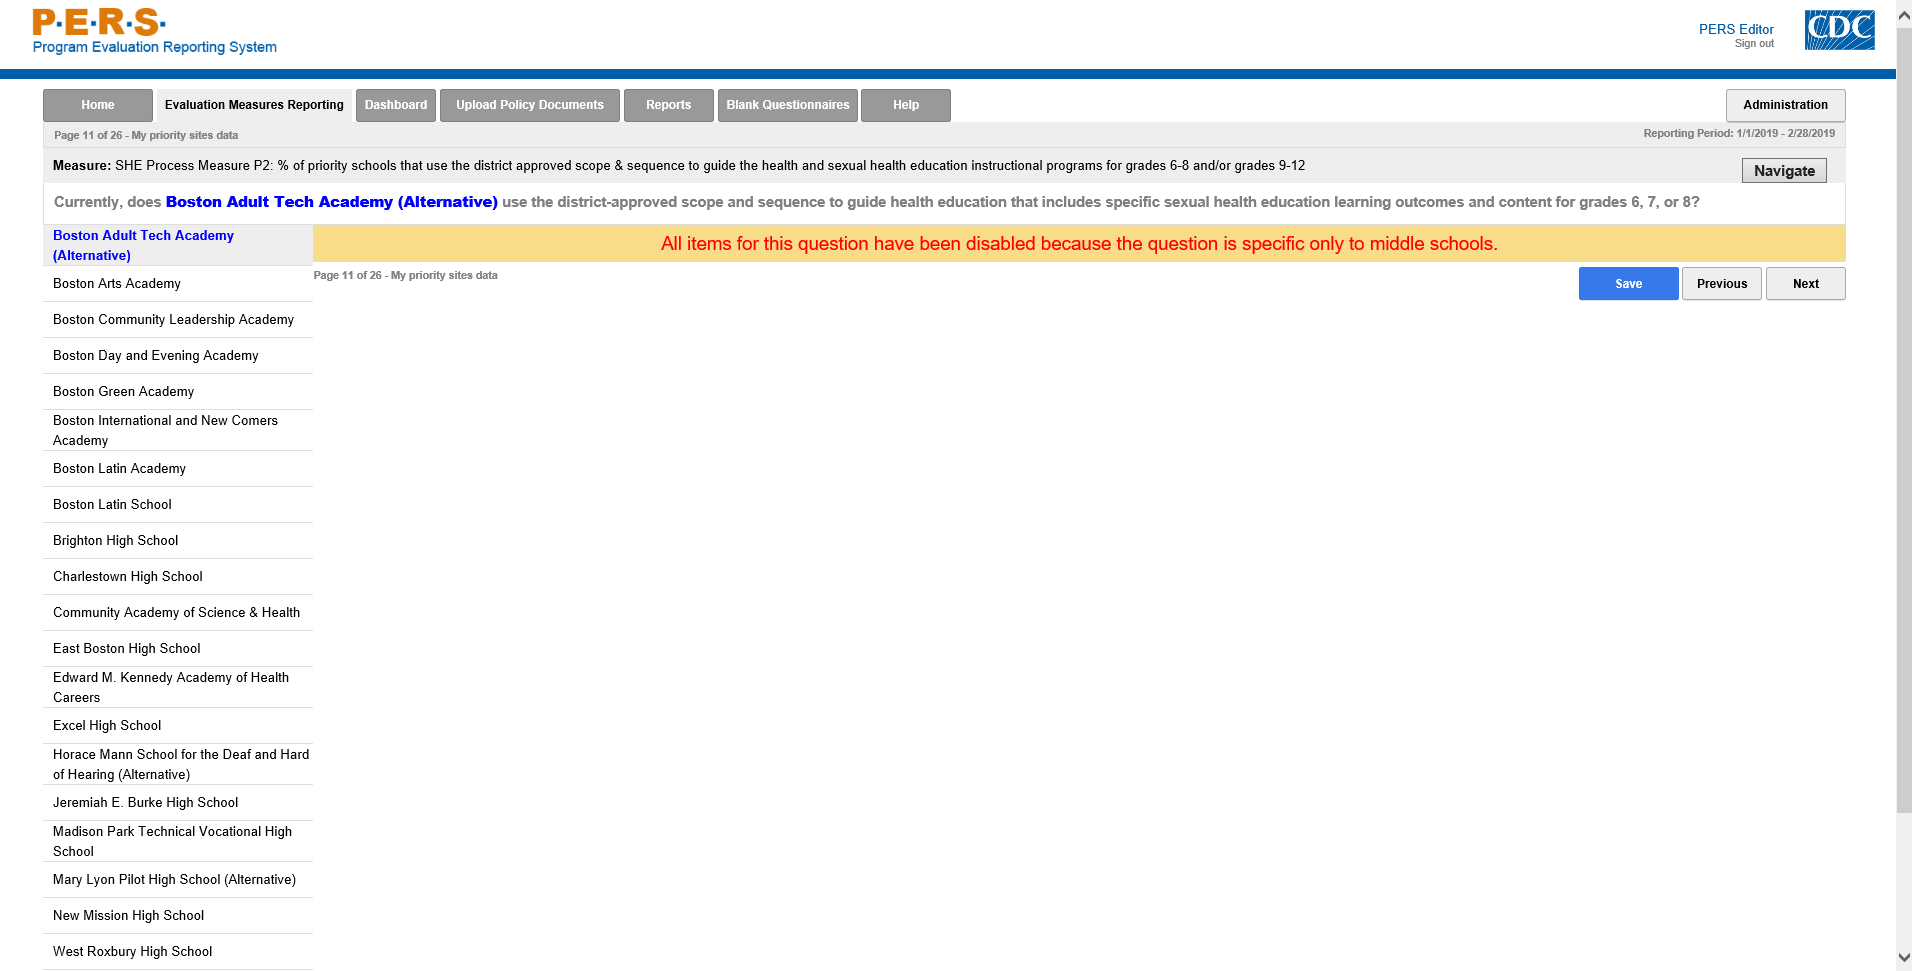 P·E·R·S·
Program Evaluation Reporting System
PERS Editor
Sign out
CDC
Home
Evaluation Measures Reporting
Dashboard
Upload Policy Documents
Reports
Blank Questionnaires
Help
Administration
Page 11 of 26 - My priority sites data
Reporting Period: 1/1/2019 - 2/28/2019
Measure: SHE Process Measure P2: % of priority schools that use the district approved scope & sequence to guide the health and sexual health education instructional programs for grades 6-8 and/or grades 9-12
Navigate
Currently, does Boston Adult Tech Academy (Alternative) use the district-approved scope and sequence to guide health education that includes specific sexual health education learning outcomes and content for grades 6, 7, or 8?
Boston Adult Tech Academy
(Alternative)
All items for this question have been disabled because the question is specific only to middle schools.
Page 11 of 26 - My priority sites data
Save
Previous
Next
Boston Arts Academy
Boston Community Leadership Academy
Boston Day and Evening Academy
Boston Green Academy
Boston International and New Comers
Academy
Boston Latin Academy
Boston Latin School
Brighton High School
Charlestown High School
Community Academy of Science & Health
East Boston High School
Edward M. Kennedy Academy of Health
Careers
Excel High School
Horace Mann School for the Deaf and Hard
of Hearing (Alternative)
Jeremiah E. Burke High School
Madison Park Technical Vocational High
School
Mary Lyon Pilot High School (Alternative)
New Mission High School
West Roxbury High School